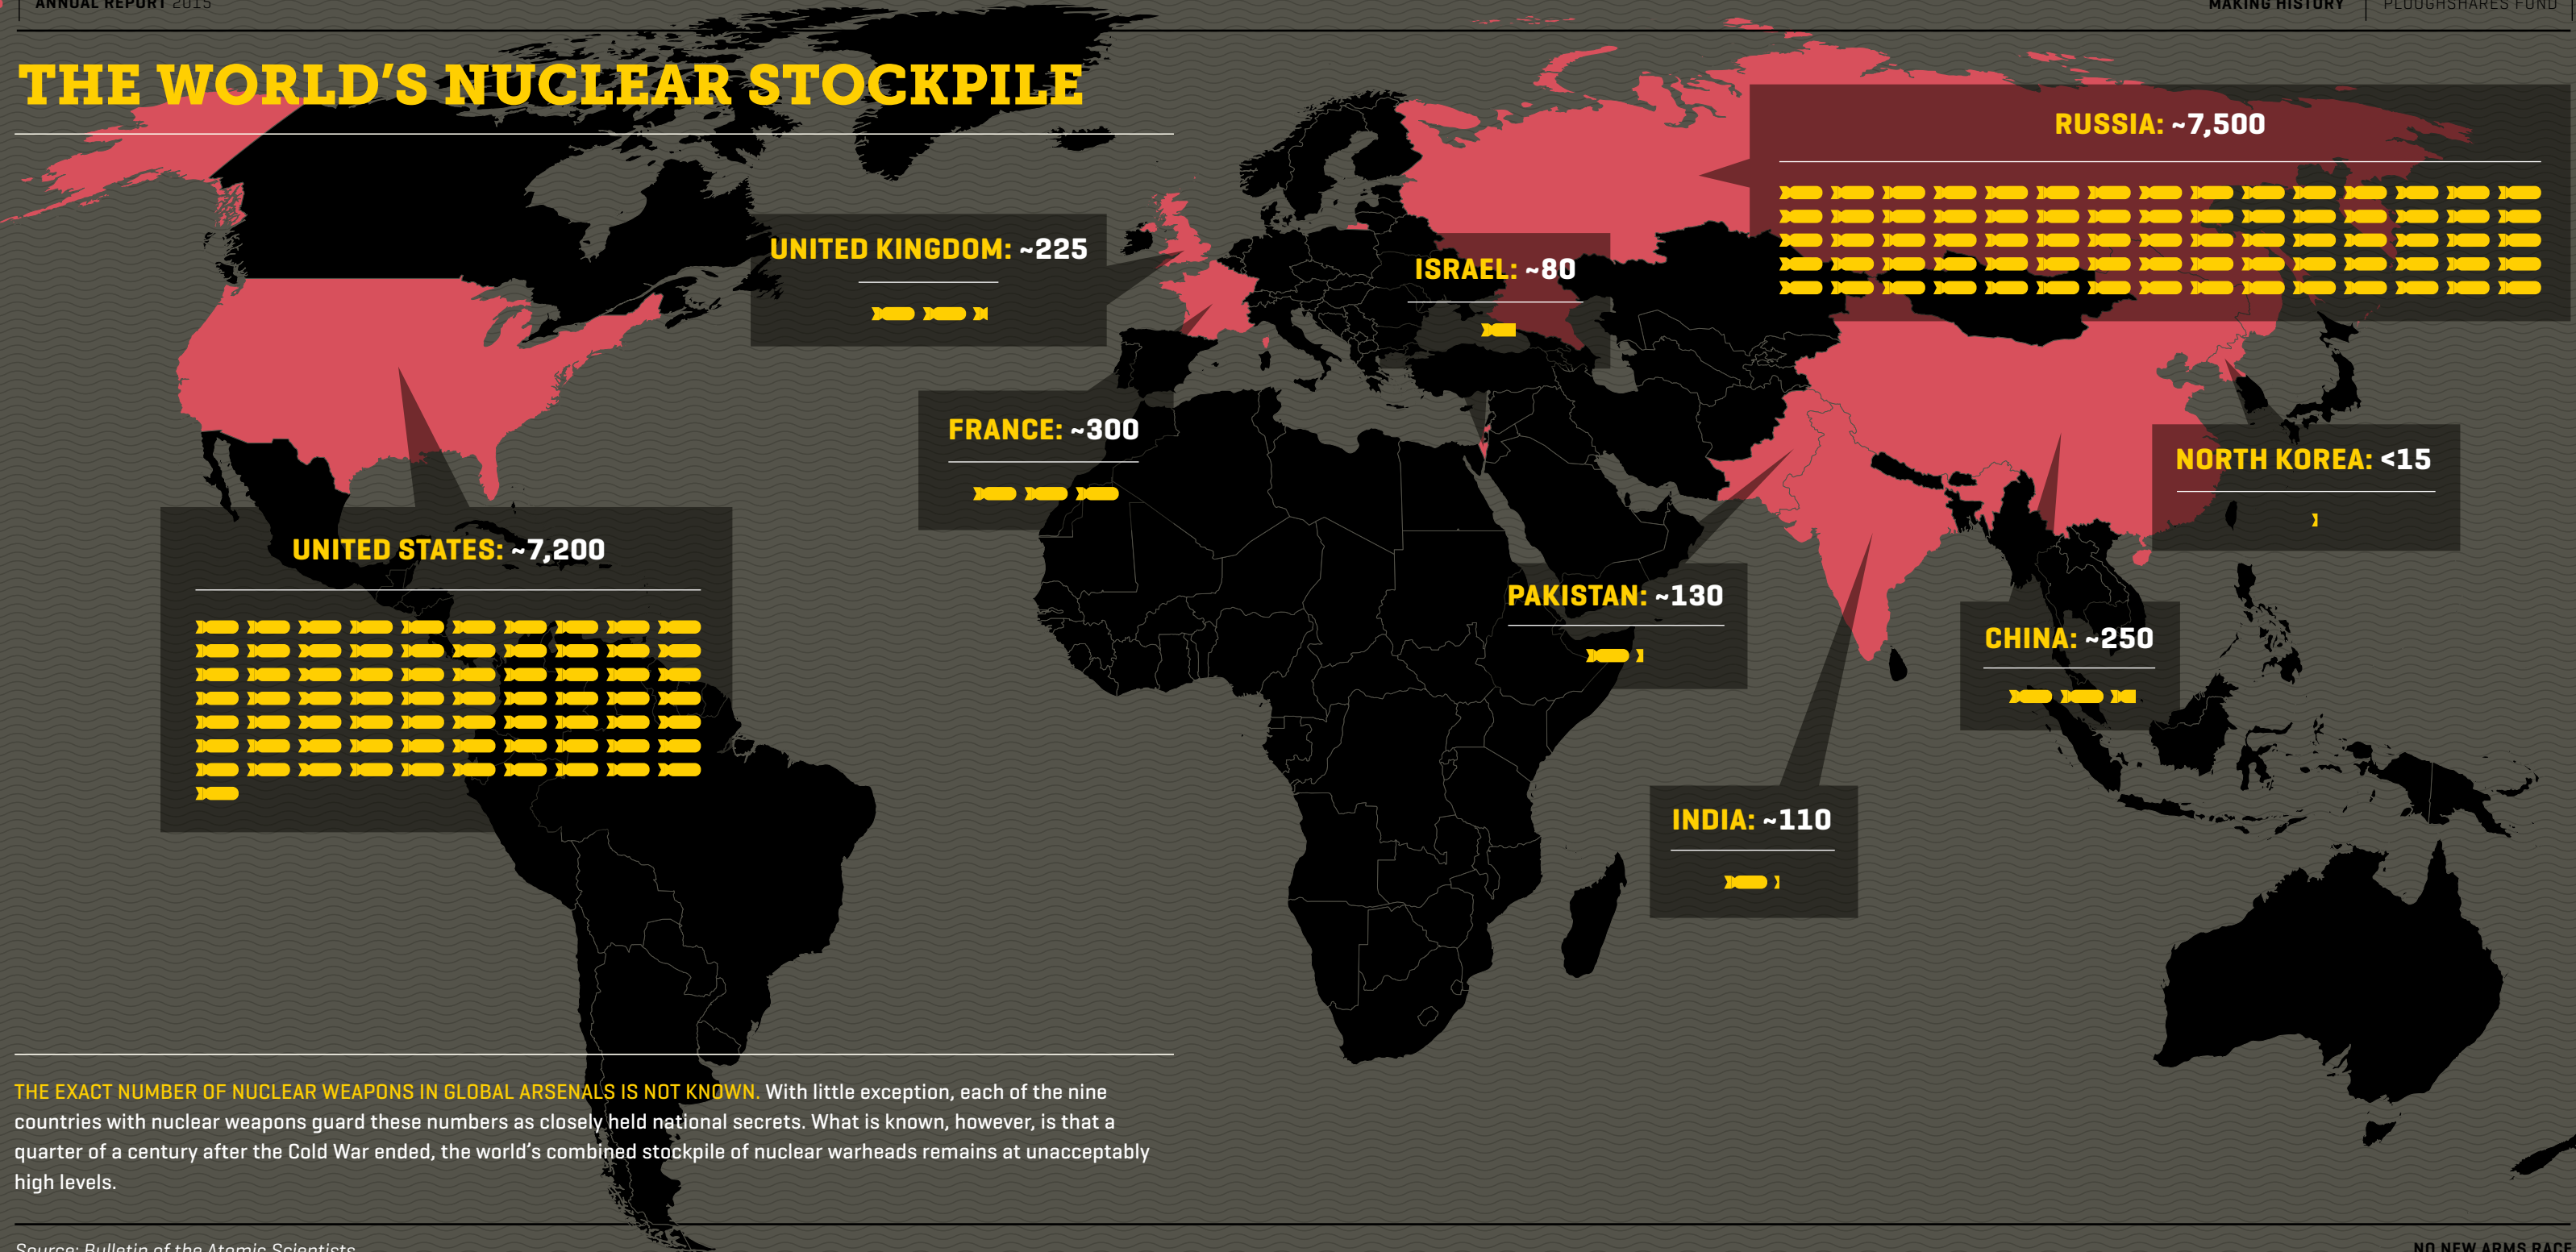 ANNUAL REPORT 2015
MAKING HISTORY PLOUGHSHARES FUND
THE WORLD'S NUCLEAR STOCKPILE
RUSSIA: ~7,500
UNITED KINGDOM: ~225
ISRAEL: ~80
FRANCE: ~300
NORTH KOREA: <15
UNITED STATES: ~7,200
PAKISTAN: ~130
CHINA: ~250
INDIA: ~110
THE EXACT NUMBER OF NUCLEAR WEAPONS IN GLOBAL ARSENALS IS NOT KNOWN. With little exception, each of the nine
countries with nuclear weapons guard these numbers as closely held national secrets. What is known, however, is that a
quarter of a century after the Cold War ended, the world's combined stockpile of nuclear warheads remains at unacceptably
high levels.
Source: Bulletin of the Atomic Scientists
NO NEW ARMS RACE